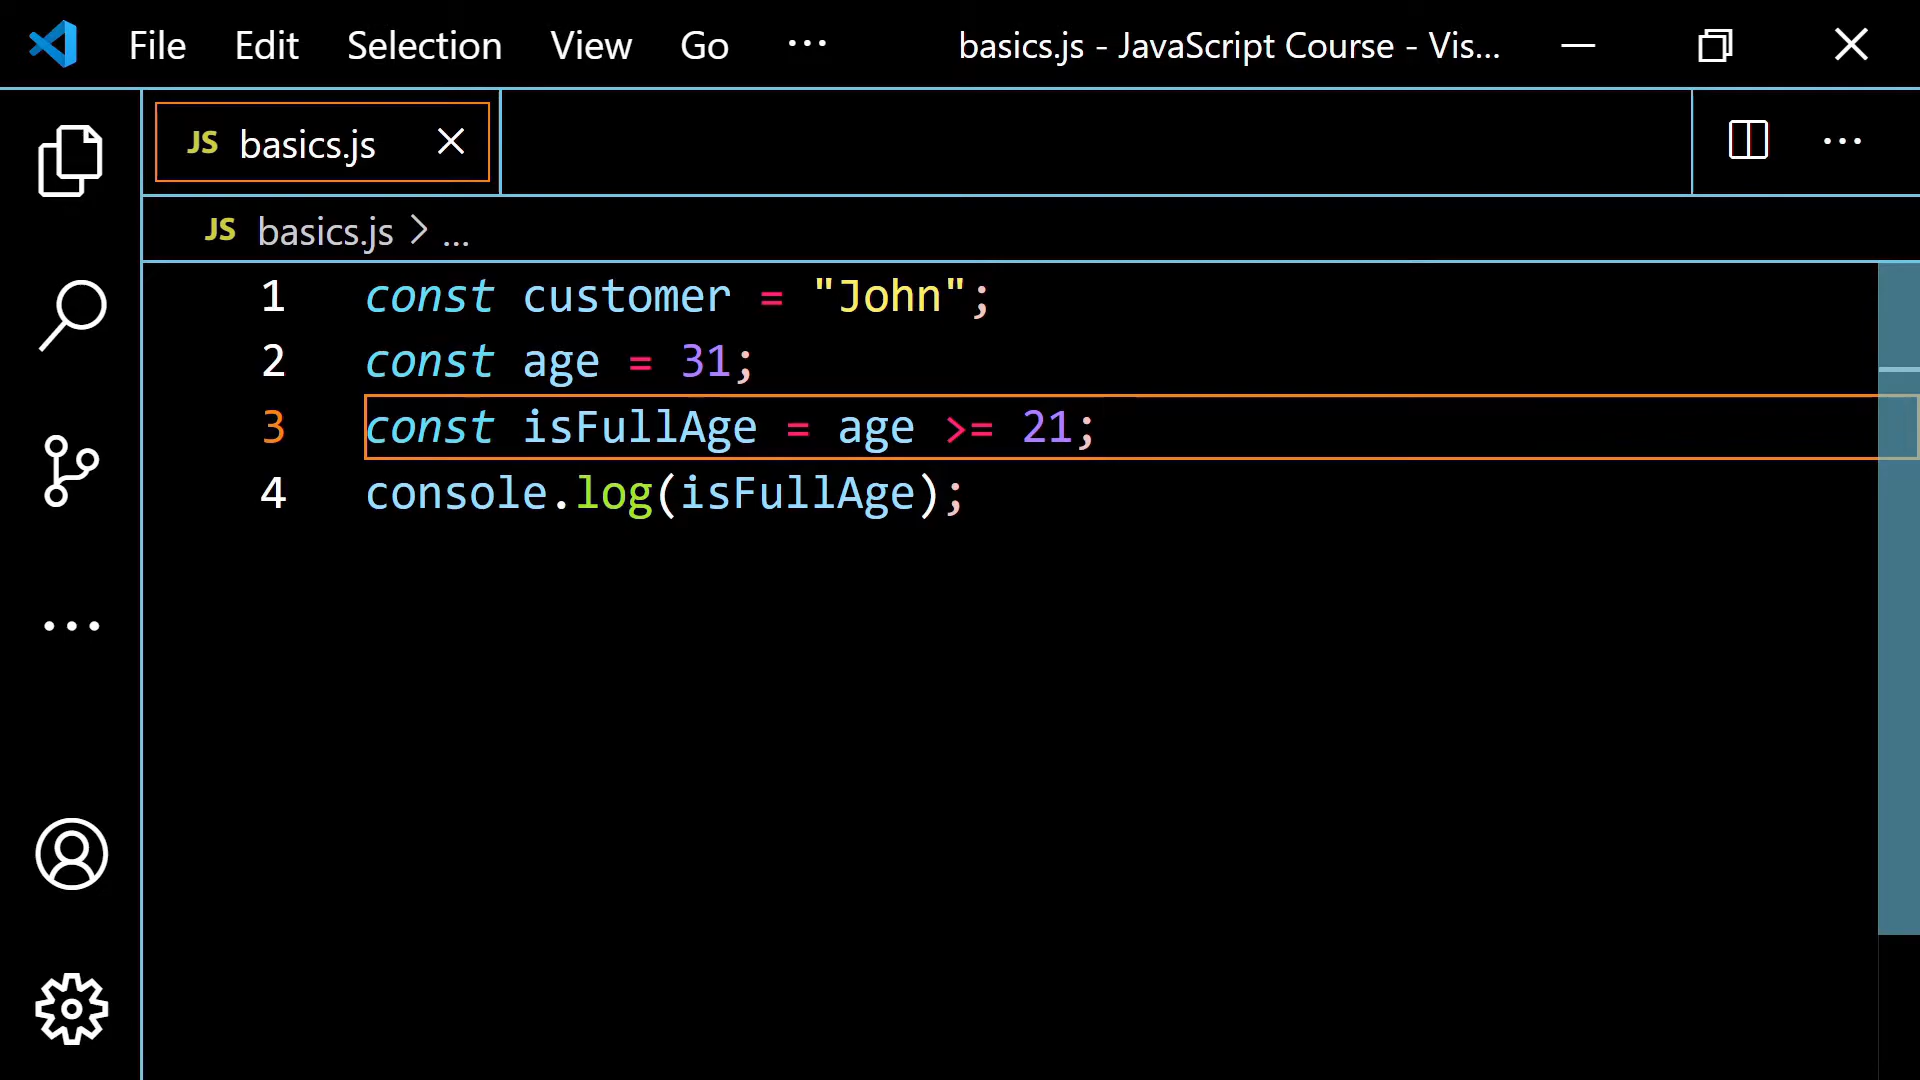 File Edit Selection View Go ··· basics.js - JavaScript Course - Vis...
JS basics.js
JS basics.js > ...
1 const customer = "John";
2 const age = 31;
3 const isFullAge = age >= 21;
4 console.log(isFullAge);